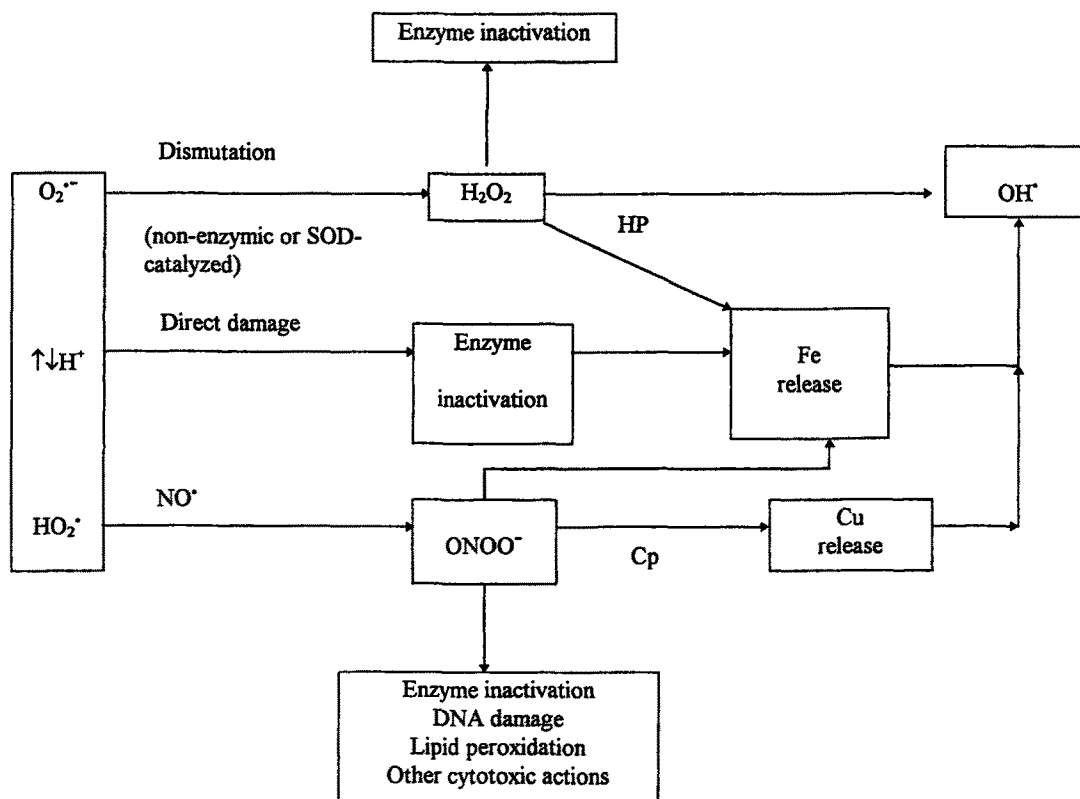 Enzyme inactivation
Dismutation
O₂•⁻
H₂O₂
OH•
HP
(non-enzymic or SOD-
catalyzed)
Direct damage
↑↓H⁺
Enzyme
inactivation
Fe
release
NO•
HO₂•
ONOO⁻
Cp
Cu
release
Enzyme inactivation
DNA damage
Lipid peroxidation
Other cytotoxic actions